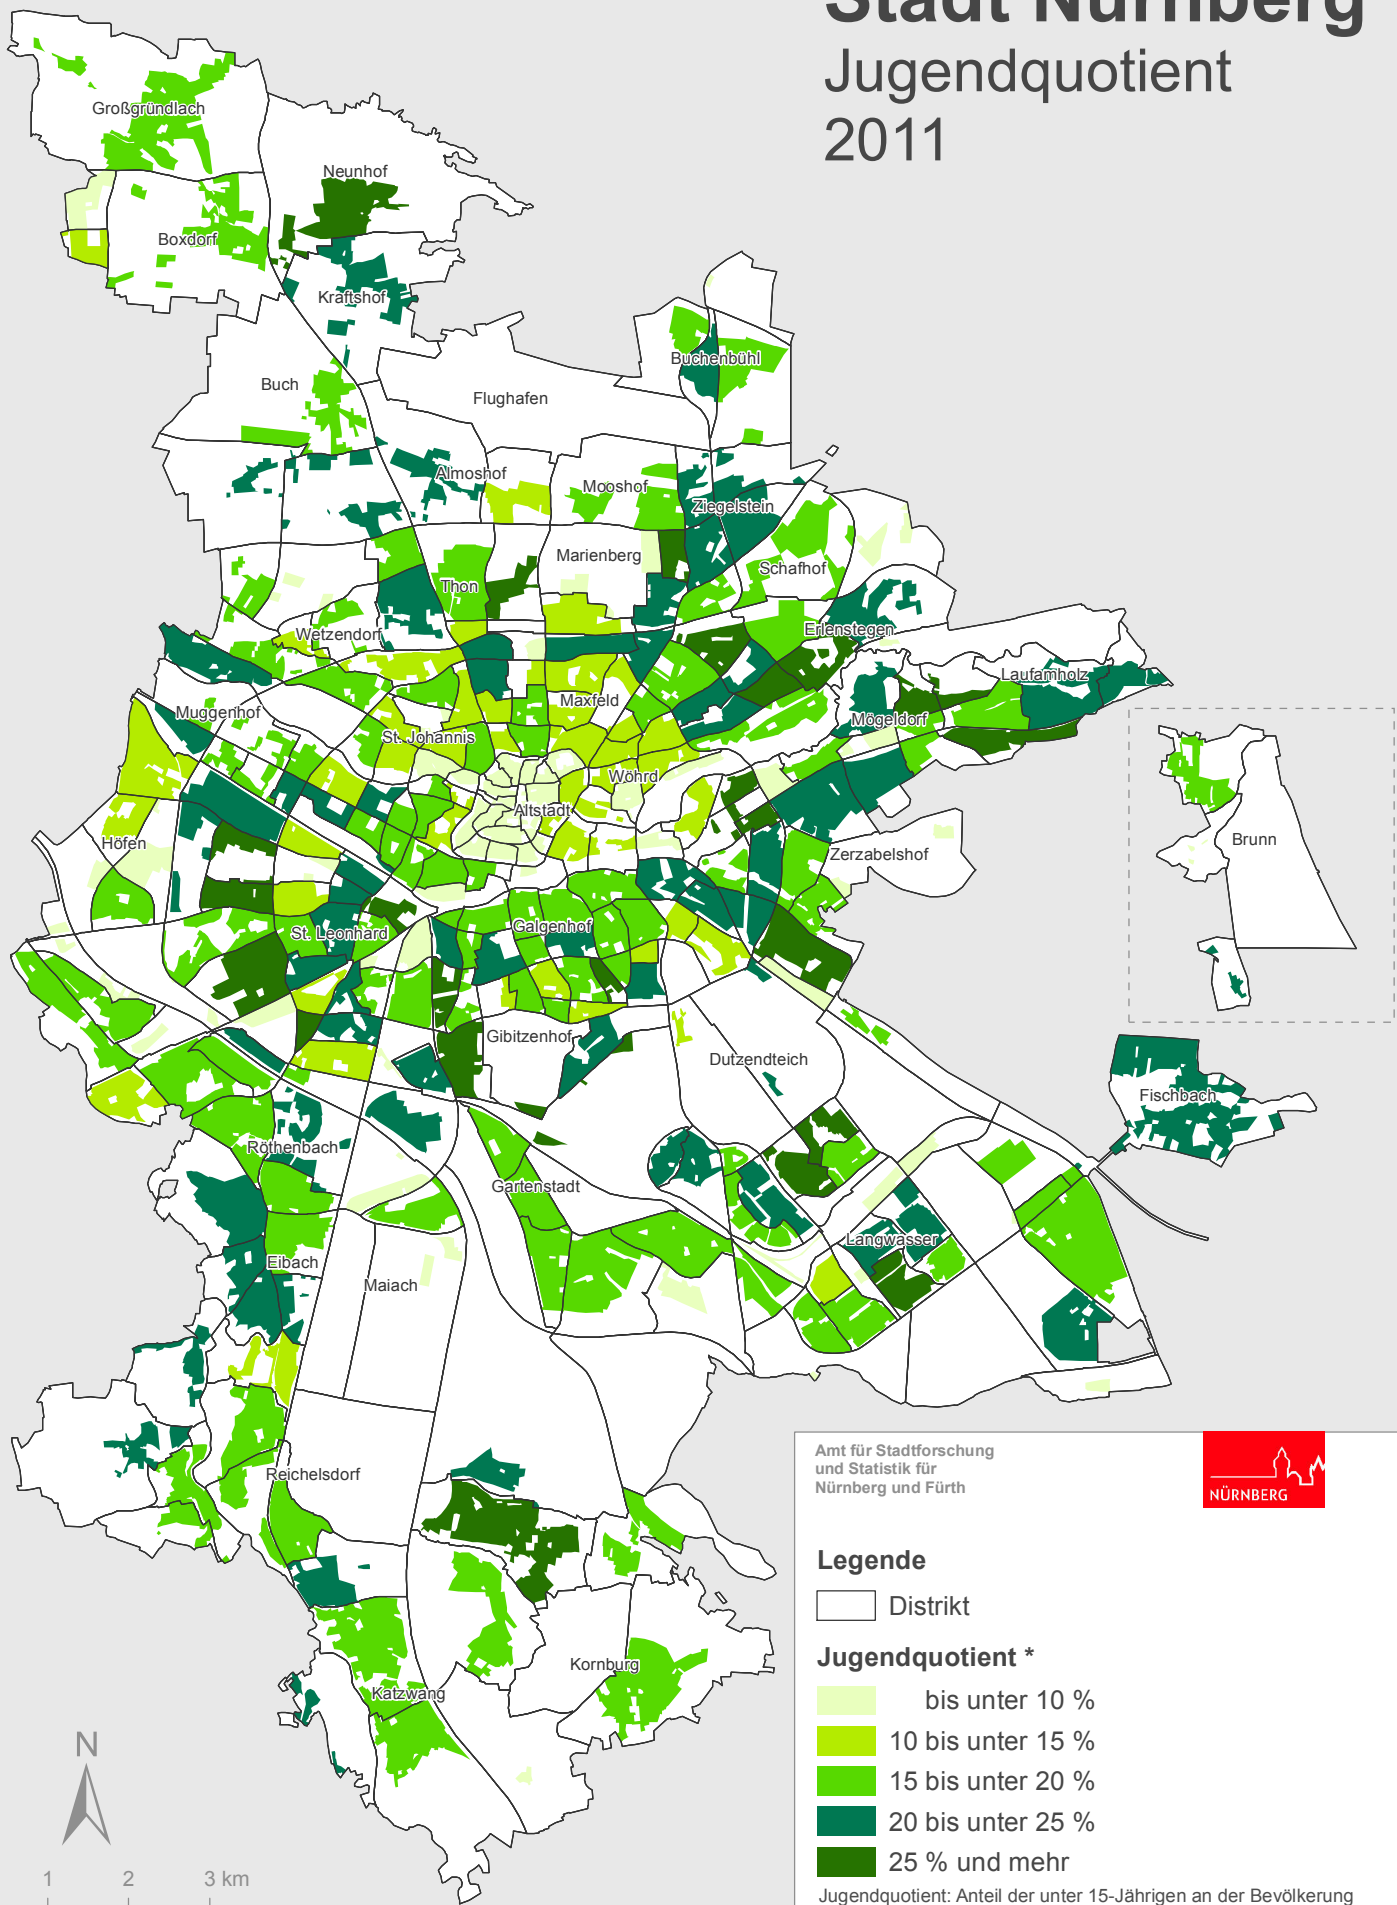 Stadt Nürnberg
Jugendquotient
2011
Großgründlach
Neunhof
Boxdorf
Kraftshof
Buchenbühl
Buch
Flughafen
Almoshof
Mooshof
Ziegelstein
Marienberg
Schafhof
Thon
Wetzendorf
Erlenstegen
Laufamholz
Maxfeld
Muggenhof
Mögeldorf
St. Johannis
Wöhrd
Altstadt
Höfen
Zerzabelshof
Brunn
St. Leonhard
Galgenhof
Gibitzenhof
Dutzendteich
Fischbach
Röthenbach
Gartenstadt
Langwasser
Eibach
Maiach
Reichelsdorf
Kornburg
Katzwang
N
1 2 3 km
Amt für Stadtforschung
und Statistik für
Nürnberg und Fürth
NÜRNBERG
Legende
Distrikt
Jugendquotient *
bis unter 10 %
10 bis unter 15 %
15 bis unter 20 %
20 bis unter 25 %
25 % und mehr
Jugendquotient: Anteil der unter 15-Jährigen an der Bevölkerung